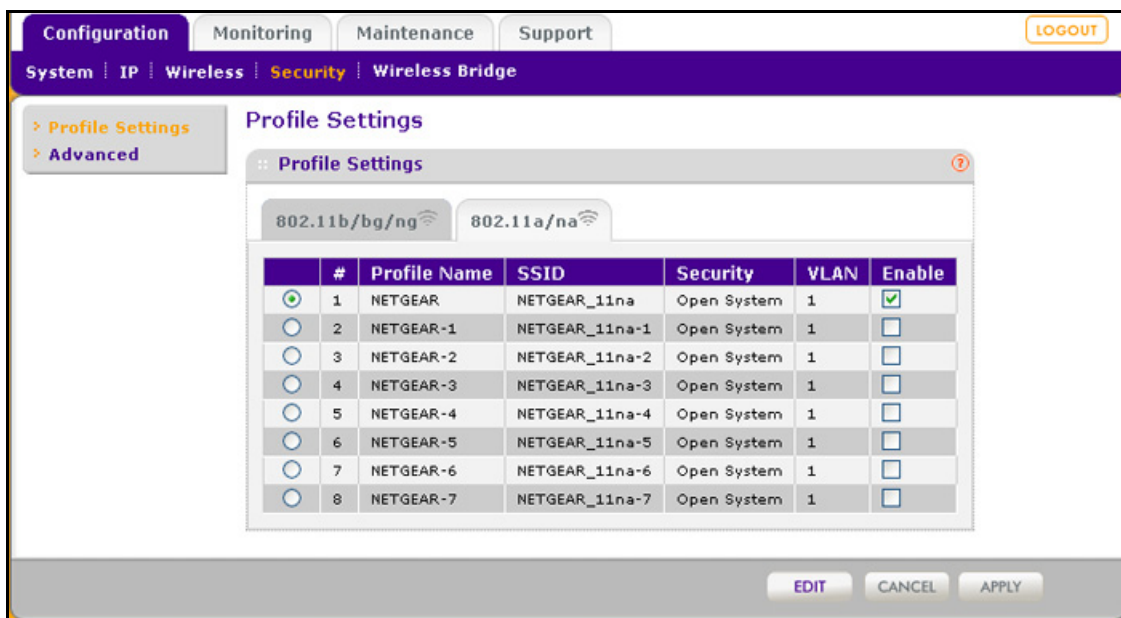 Configuration Monitoring Maintenance Support LOGOUT
System IP Wireless Security Wireless Bridge
> Profile Settings
> Advanced
Profile Settings
:: Profile Settings ?
802.11b/bg/ng 802.11a/na
# Profile Name SSID Security VLAN Enable
1 NETGEAR NETGEAR_11na Open System 1
2 NETGEAR-1 NETGEAR_11na-1 Open System 1
3 NETGEAR-2 NETGEAR_11na-2 Open System 1
4 NETGEAR-3 NETGEAR_11na-3 Open System 1
5 NETGEAR-4 NETGEAR_11na-4 Open System 1
6 NETGEAR-5 NETGEAR_11na-5 Open System 1
7 NETGEAR-6 NETGEAR_11na-6 Open System 1
8 NETGEAR-7 NETGEAR_11na-7 Open System 1
EDIT CANCEL APPLY